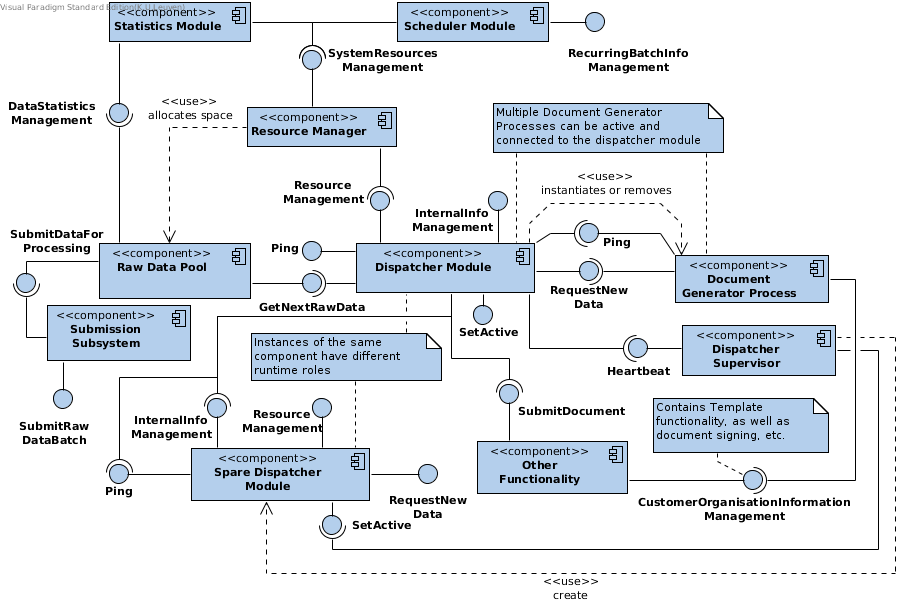 Visual Paradigm Standard Edition(K.U.Leuven)
<<component>>
Statistics Module
<<component>>
Scheduler Module
SystemResources
Management
RecurringBatchInfo
Management
DataStatistics
Management
<<use>>
allocates space
<<component>>
Resource Manager
Multiple Document Generator
Processes can be active and
connected to the dispatcher module
<<use>>
instantiates or removes
Resource
Management
InternalInfo
Management
SubmitDataFor
Processing
<<component>>
Raw Data Pool
Ping
<<component>>
Dispatcher Module
Ping
<<component>>
Document
Generator Process
GetNextRawData
RequestNew
Data
<<component>>
Submission
Subsystem
SetActive
Instances of the same
component have different
runtime roles
<<component>>
Dispatcher
Supervisor
Heartbeat
SubmitRaw
DataBatch
InternalInfo
Management
Resource
Management
SubmitDocument
Contains Template
functionality, as well as
document signing, etc.
<<component>>
Spare Dispatcher
Module
<<component>>
Other
Functionality
Ping
RequestNew
Data
CustomerOrganisationInformation
Management
SetActive
<<use>>
create